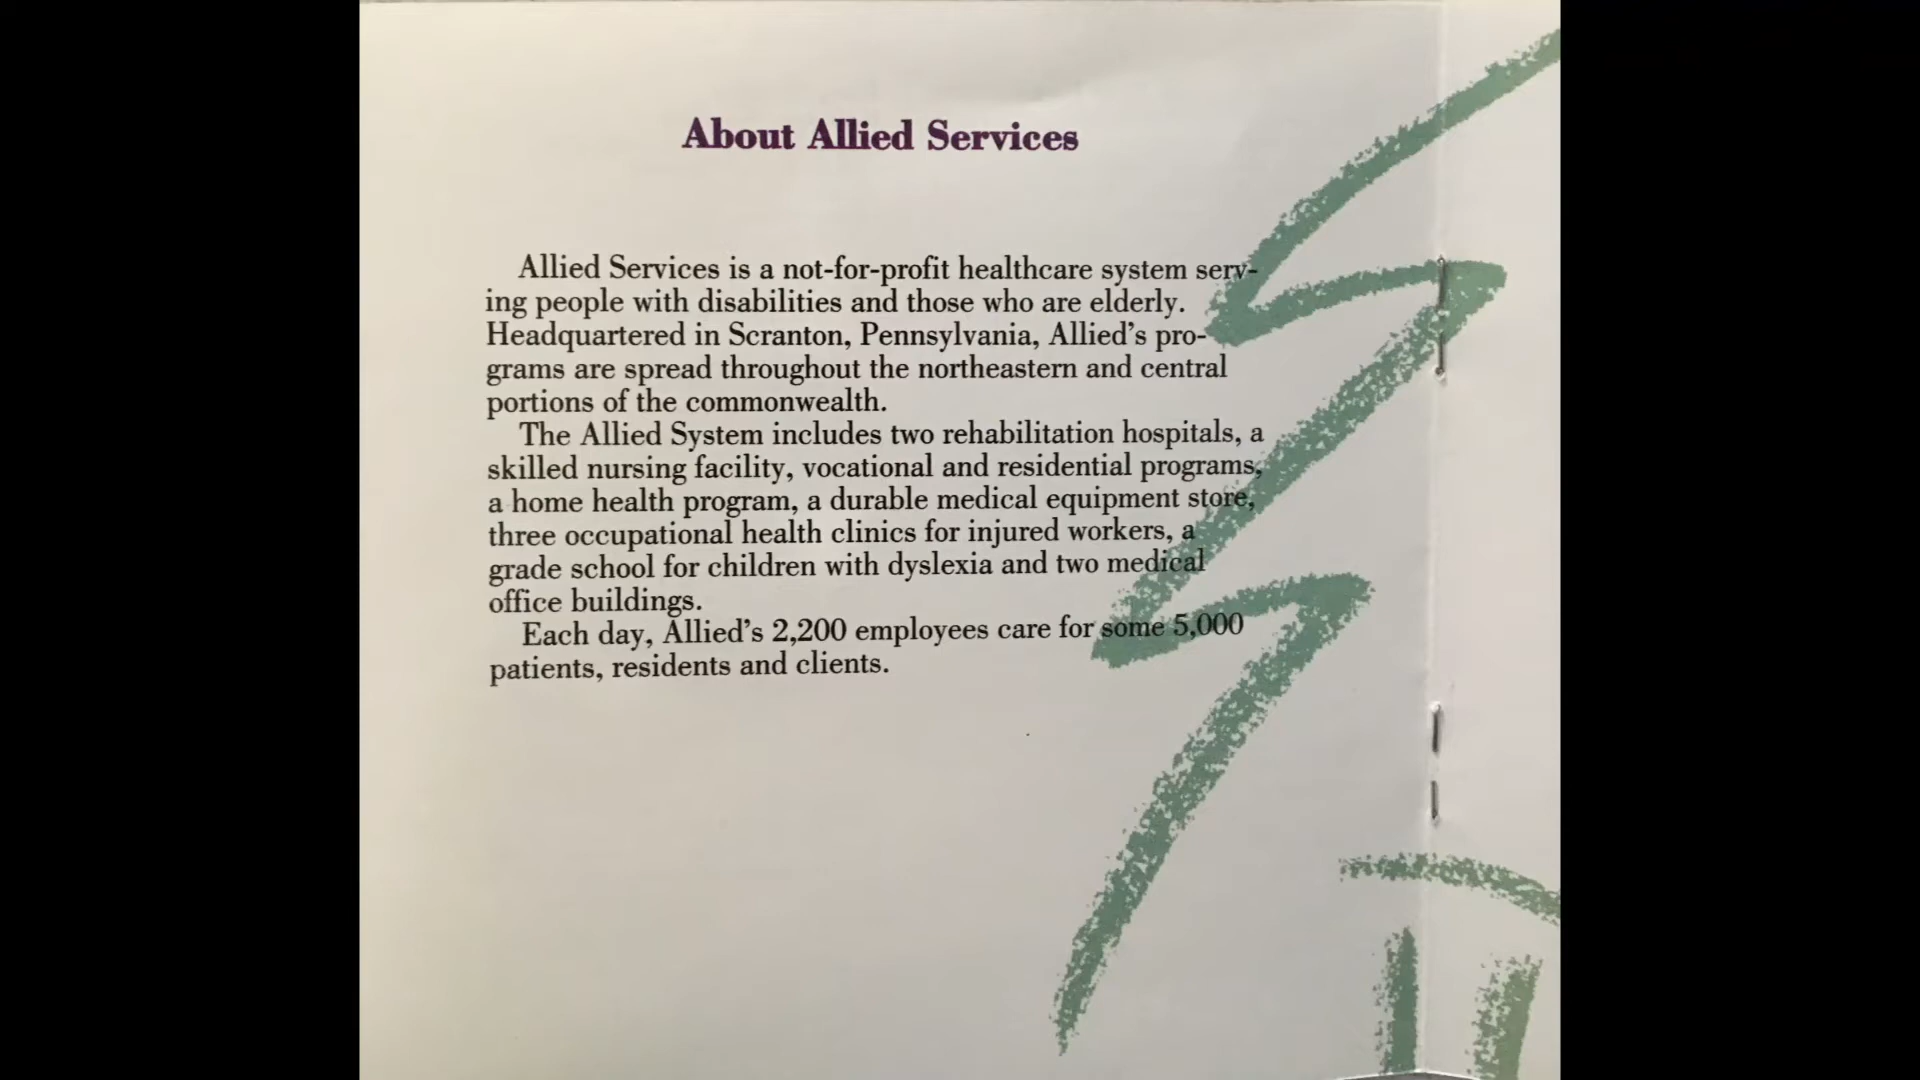 About Allied Services
Allied Services is a not-for-profit healthcare system serv-
ing people with disabilities and those who are elderly.
Headquartered in Scranton, Pennsylvania, Allied's pro-
grams are spread throughout the northeastern and central
portions of the commonwealth.
The Allied System includes two rehabilitation hospitals, a
skilled nursing facility, vocational and residential programs,
a home health program, a durable medical equipment store,
three occupational health clinics for injured workers, a
grade school for children with dyslexia and two medical
office buildings.
Each day, Allied's 2,200 employees care for some 5,000
patients, residents and clients.